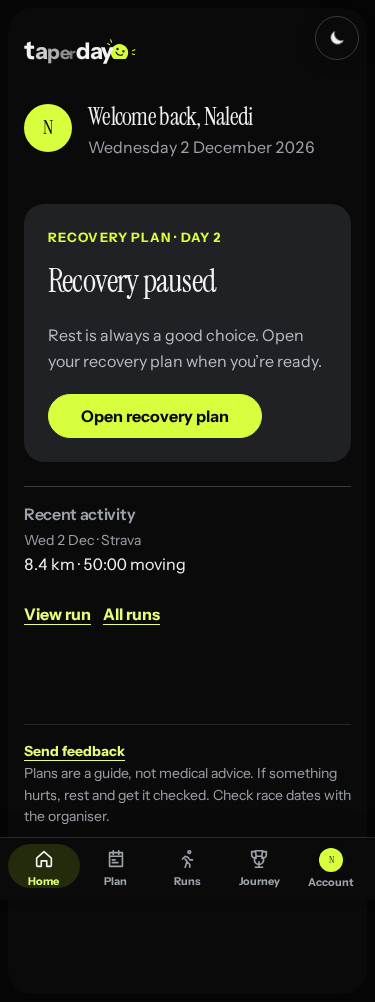 taperday
N
Welcome back, Naledi
Wednesday 2 December 2026
RECOVERY PLAN · DAY 2
Recovery paused
Rest is always a good choice. Open
your recovery plan when you're ready.
Open recovery plan
Recent activity
Wed 2 Dec · Strava
8.4 km · 50:00 moving
View run All runs
Send feedback
Plans are a guide, not medical advice. If something
hurts, rest and get it checked. Check race dates with
the organiser.
N
Home Plan Runs Journey Account